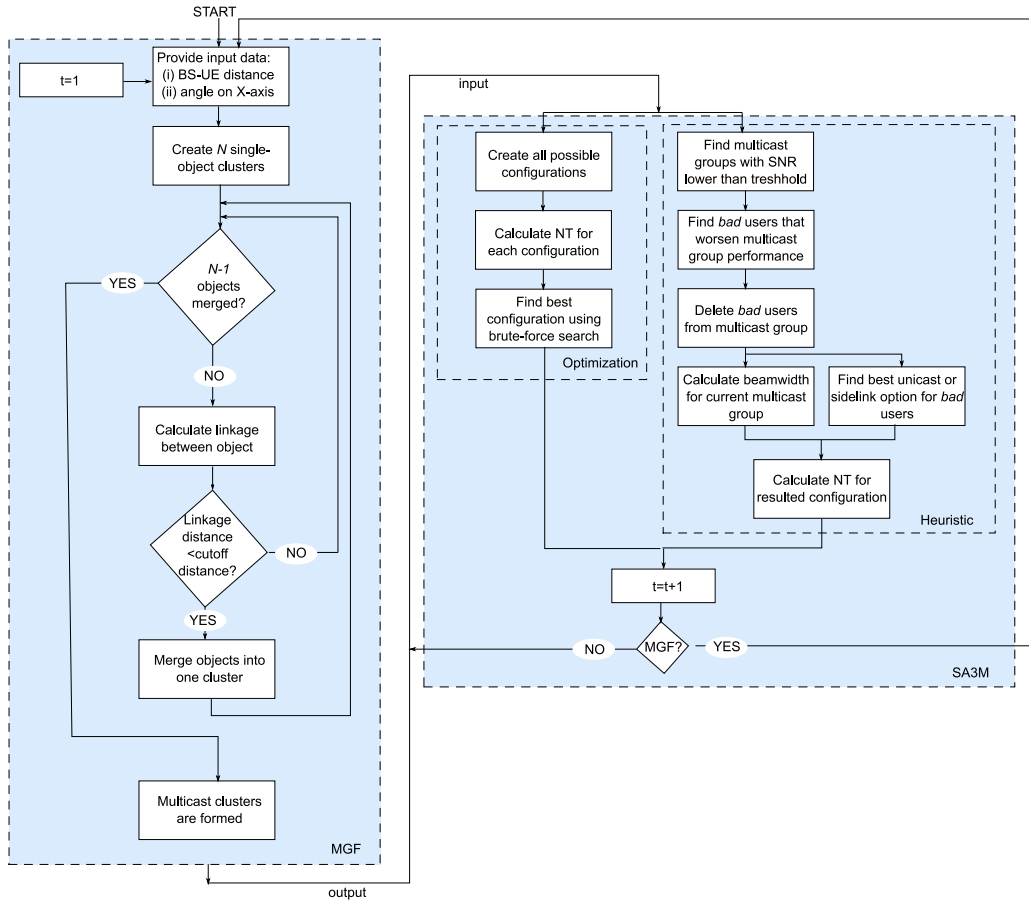 START
Provide input data:
(i) BS-UE distance
(ii) angle on X-axis
t=1
Create N single-
object clusters
N-1
objects
merged?
YES
NO
Calculate linkage
between object
Linkage
distance
<cutoff
distance?
NO
YES
Merge objects into
one cluster
Multicast clusters
are formed
MGF
output
input
Create all possible
configurations
Calculate NT for
each configuration
Find best
configuration using
brute-force search
Optimization
Find multicast
groups with SNR
lower than treshhold
Find bad users that
worsen multicast
group performance
Delete bad users
from multicast group
Calculate beamwidth
for current multicast
group
Find best unicast or
sidelink option for bad
users
Calculate NT for
resulted configuration
Heuristic
t=t+1
MGF?
NO
YES
SA3M